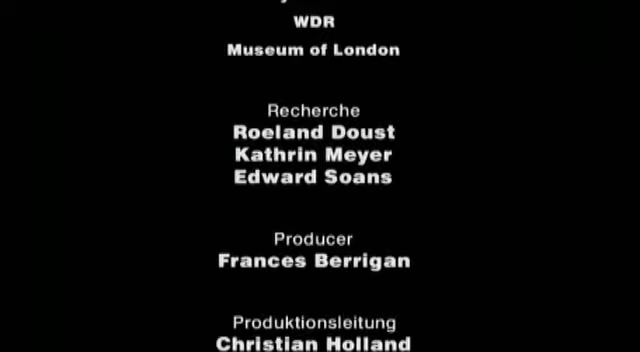 WDR
Museum of London
Recherche
Roeland Doust
Kathrin Meyer
Edward Soans
Producer
Frances Berrigan
Produktionsleitung
Christian Holland